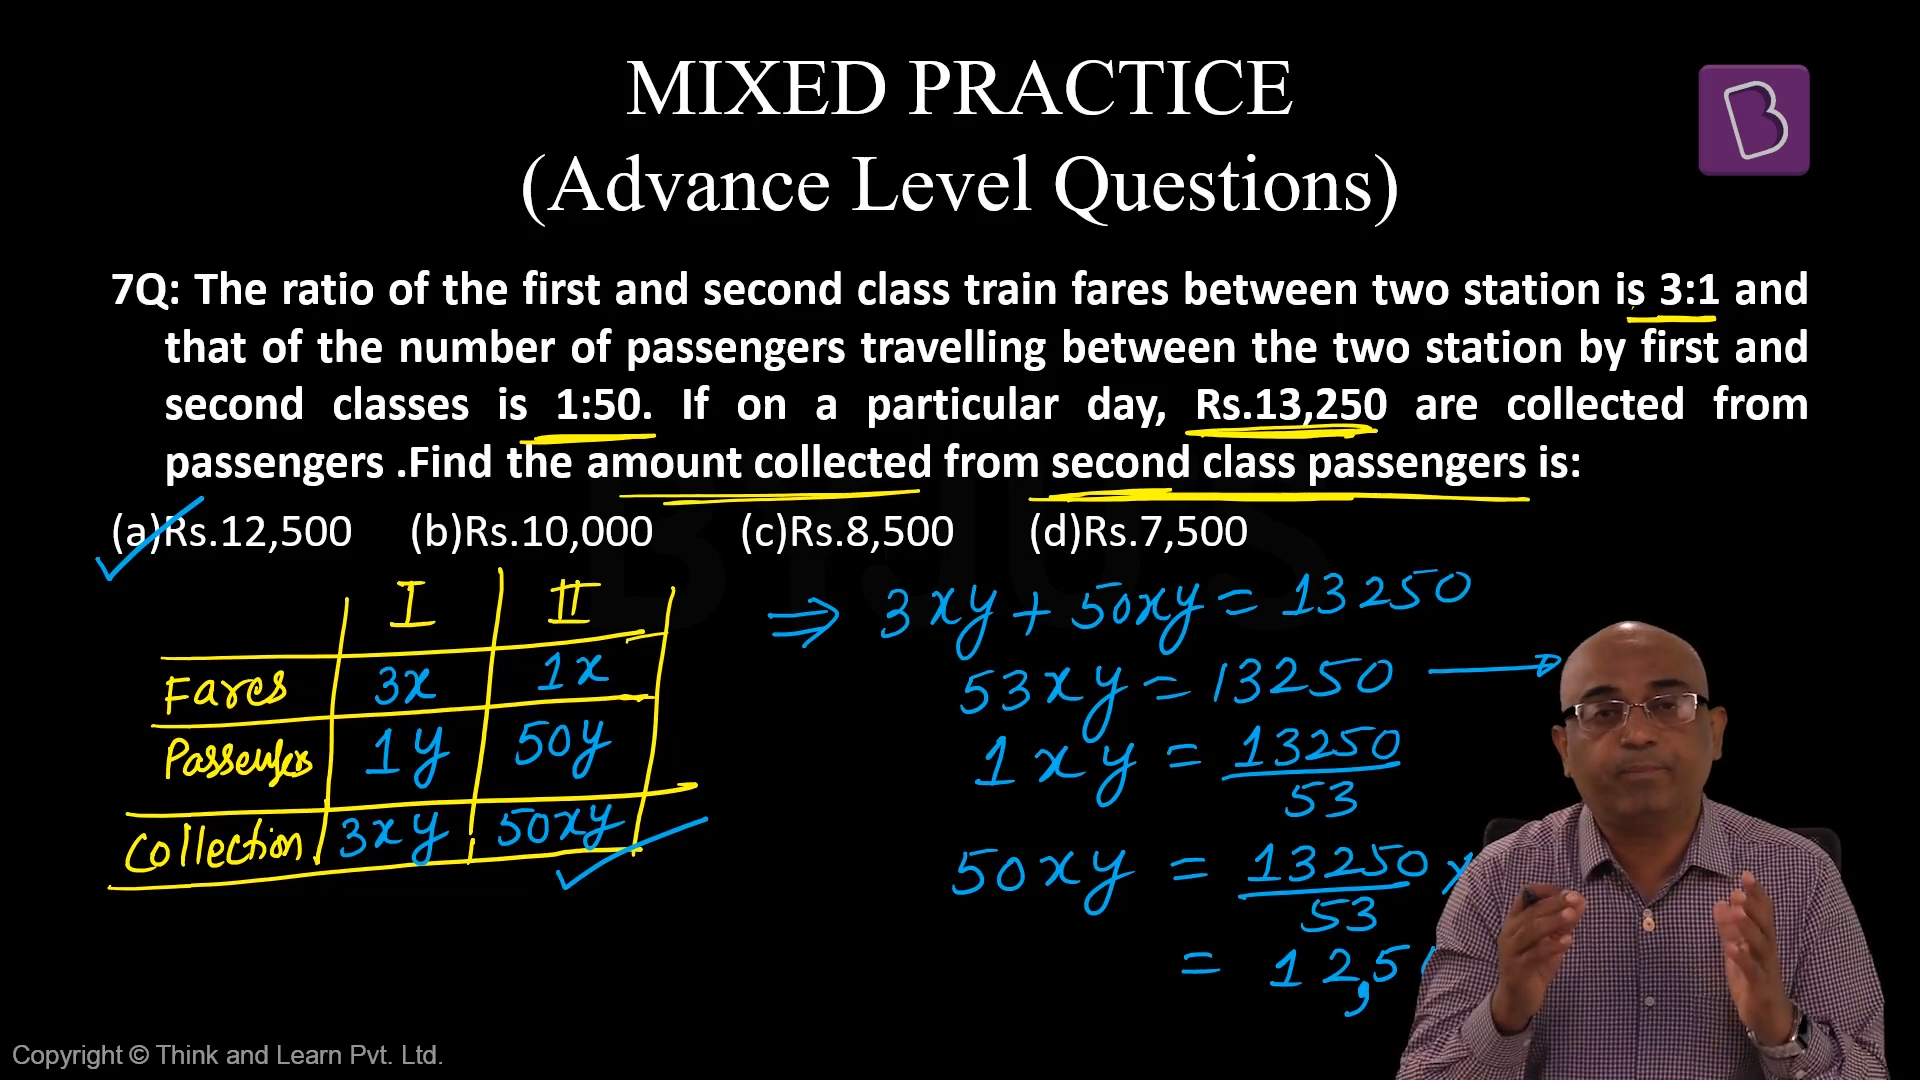 MIXED PRACTICE
(Advance Level Questions)
7Q: The ratio of the first and second class train fares between two station is 3:1 and
that of the number of passengers travelling between the two station by first and
second classes is 1:50. If on a particular day, Rs.13,250 are collected from
passengers .Find the amount collected from second class passengers is:
(a)Rs.12,500 (b)Rs.10,000 (c)Rs.8,500 (d)Rs.7,500
I II
Fares 3x 1x
Passengers 1y 50y
Collection 3xy 50xy
⇒ 3xy + 50xy = 13250
53xy = 13250 →
1xy = 13250/53
50xy = 13250/53 ×
= 12,5
Copyright © Think and Learn Pvt. Ltd.